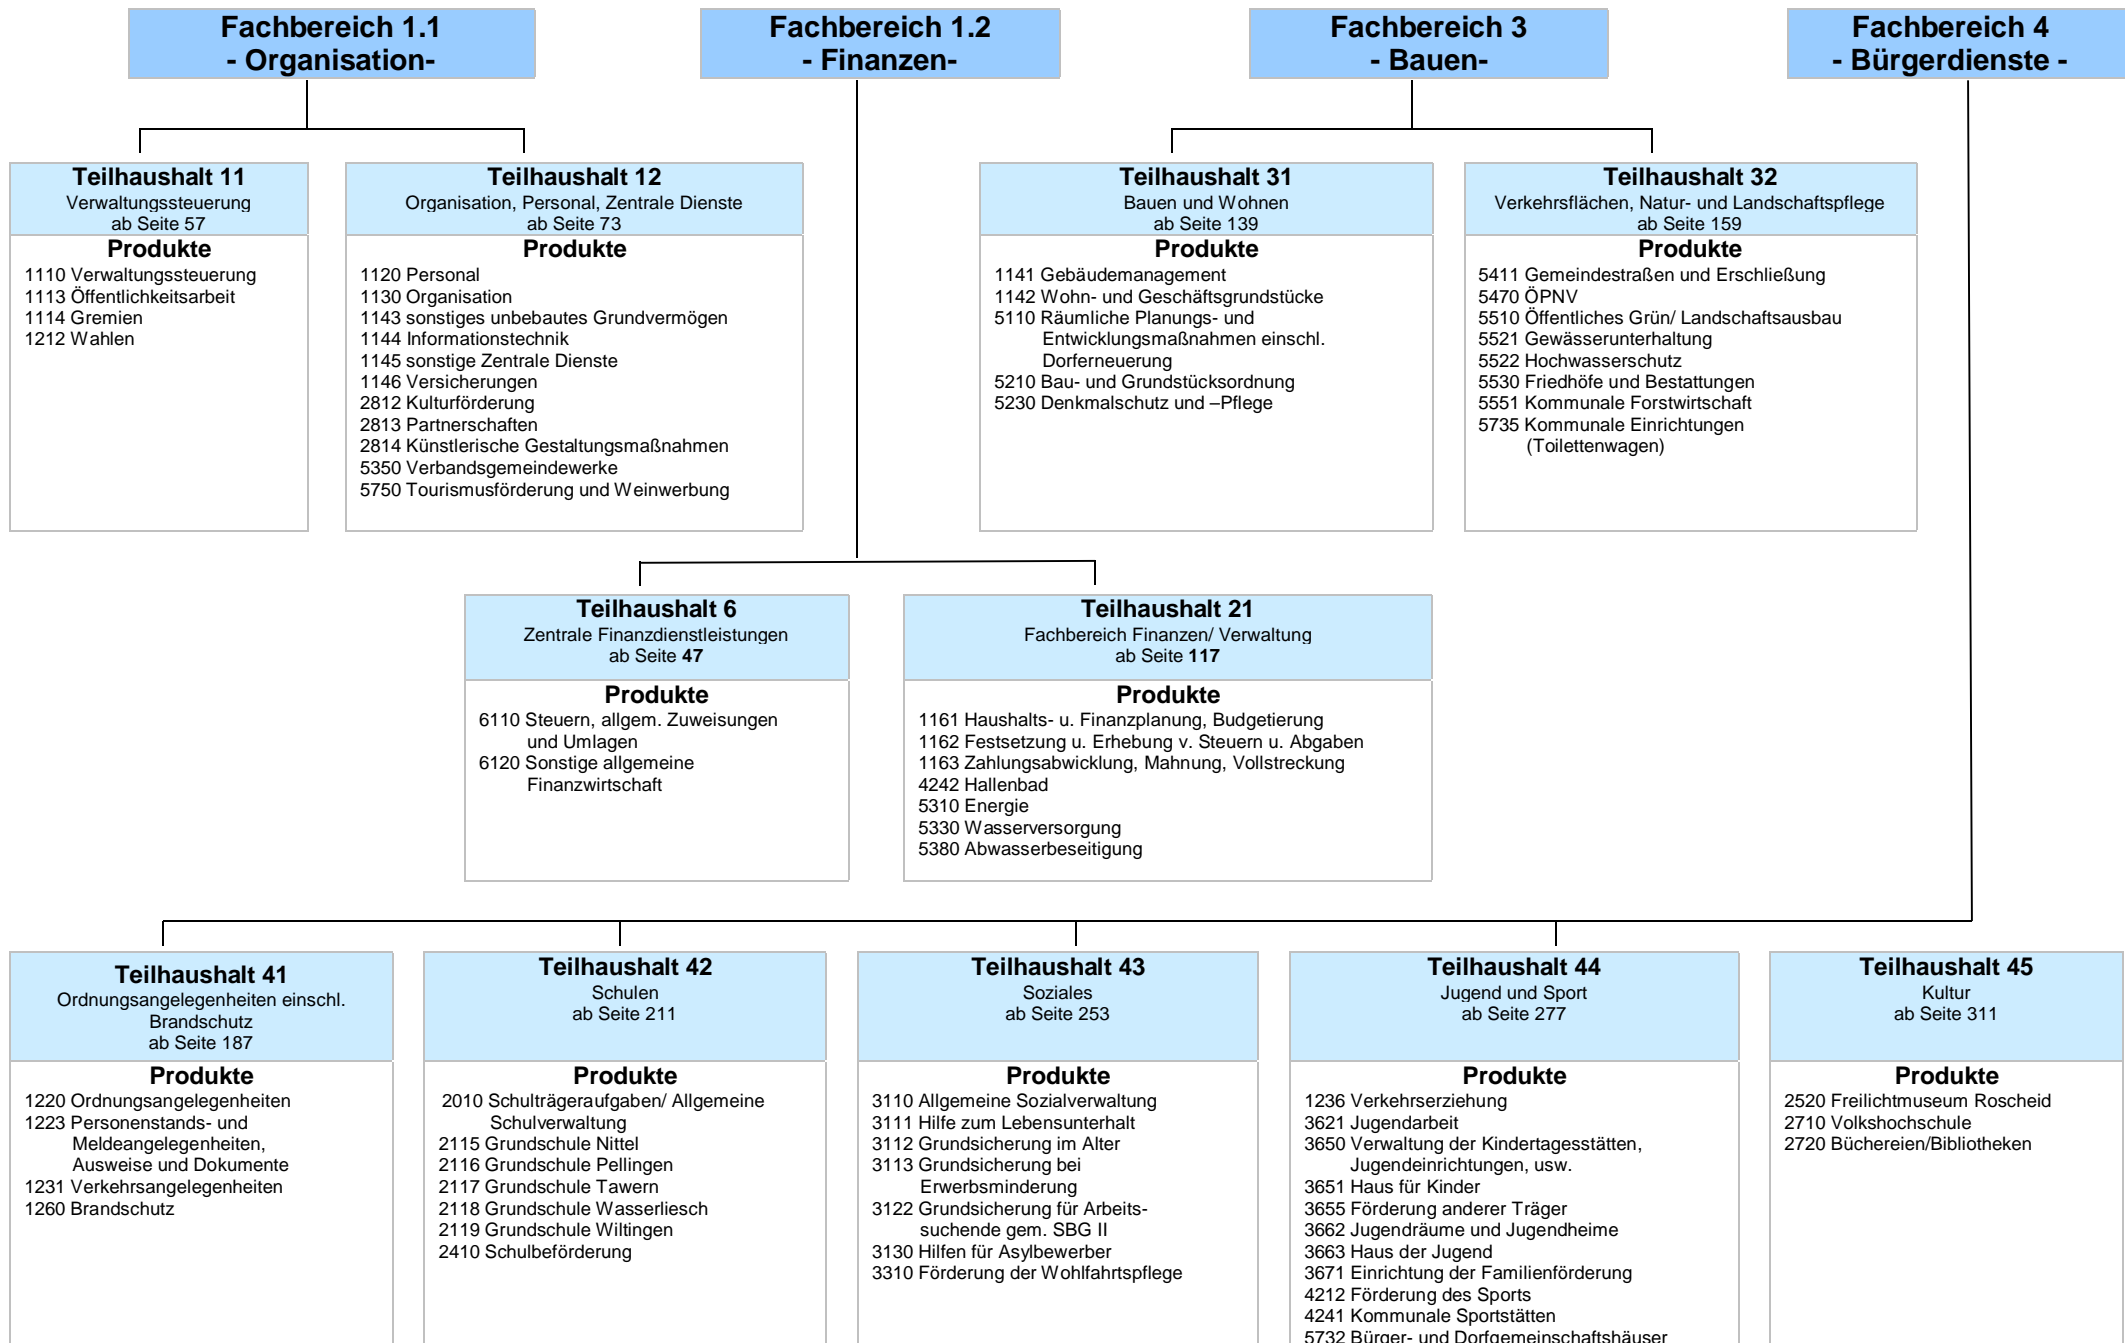 Fachbereich 1.1
- Organisation-
Fachbereich 1.2
- Finanzen-
Fachbereich 3
- Bauen-
Fachbereich 4
- Bürgerdienste -
Teilhaushalt 11
Verwaltungssteuerung
ab Seite 57
Produkte
1110 Verwaltungssteuerung
1113 Öffentlichkeitsarbeit
1114 Gremien
1212 Wahlen
Teilhaushalt 12
Organisation, Personal, Zentrale Dienste
ab Seite 73
Produkte
1120 Personal
1130 Organisation
1143 sonstiges unbebautes Grundvermögen
1144 Informationstechnik
1145 sonstige Zentrale Dienste
1146 Versicherungen
2812 Kulturförderung
2813 Partnerschaften
2814 Künstlerische Gestaltungsmaßnahmen
5350 Verbandsgemeindewerke
5750 Tourismusförderung und Weinwerbung
Teilhaushalt 31
Bauen und Wohnen
ab Seite 139
Produkte
1141 Gebäudemanagement
1142 Wohn- und Geschäftsgrundstücke
5110 Räumliche Planungs- und
Entwicklungsmaßnahmen einschl.
Dorferneuerung
5210 Bau- und Grundstücksordnung
5230 Denkmalschutz und –Pflege
Teilhaushalt 32
Verkehrsflächen, Natur- und Landschaftspflege
ab Seite 159
Produkte
5411 Gemeindestraßen und Erschließung
5470 ÖPNV
5510 Öffentliches Grün/ Landschaftsausbau
5521 Gewässerunterhaltung
5522 Hochwasserschutz
5530 Friedhöfe und Bestattungen
5551 Kommunale Forstwirtschaft
5735 Kommunale Einrichtungen
(Toilettenwagen)
Teilhaushalt 6
Zentrale Finanzdienstleistungen
ab Seite 47
Produkte
6110 Steuern, allgem. Zuweisungen
und Umlagen
6120 Sonstige allgemeine
Finanzwirtschaft
Teilhaushalt 21
Fachbereich Finanzen/ Verwaltung
ab Seite 117
Produkte
1161 Haushalts- u. Finanzplanung, Budgetierung
1162 Festsetzung u. Erhebung v. Steuern u. Abgaben
1163 Zahlungsabwicklung, Mahnung, Vollstreckung
4242 Hallenbad
5310 Energie
5330 Wasserversorgung
5380 Abwasserbeseitigung
Teilhaushalt 41
Ordnungsangelegenheiten einschl.
Brandschutz
ab Seite 187
Produkte
1220 Ordnungsangelegenheiten
1223 Personenstands- und
Meldeangelegenheiten,
Ausweise und Dokumente
1231 Verkehrsangelegenheiten
1260 Brandschutz
Teilhaushalt 42
Schulen
ab Seite 211
Produkte
2010 Schulträgeraufgaben/ Allgemeine
Schulverwaltung
2115 Grundschule Nittel
2116 Grundschule Pellingen
2117 Grundschule Tawern
2118 Grundschule Wasserliesch
2119 Grundschule Wiltingen
2410 Schulbeförderung
Teilhaushalt 43
Soziales
ab Seite 253
Produkte
3110 Allgemeine Sozialverwaltung
3111 Hilfe zum Lebensunterhalt
3112 Grundsicherung im Alter
3113 Grundsicherung bei
Erwerbsminderung
3122 Grundsicherung für Arbeits-
suchende gem. SBG II
3130 Hilfen für Asylbewerber
3310 Förderung der Wohlfahrtspflege
Teilhaushalt 44
Jugend und Sport
ab Seite 277
Produkte
1236 Verkehrserziehung
3621 Jugendarbeit
3650 Verwaltung der Kindertagesstätten,
Jugendeinrichtungen, usw.
3651 Haus für Kinder
3655 Förderung anderer Träger
3662 Jugendräume und Jugendheime
3663 Haus der Jugend
3671 Einrichtung der Familienförderung
4212 Förderung des Sports
4241 Kommunale Sportstätten
5732 Bürger- und Dorfgemeinschaftshäuser
Teilhaushalt 45
Kultur
ab Seite 311
Produkte
2520 Freilichtmuseum Roscheid
2710 Volkshochschule
2720 Büchereien/Bibliotheken